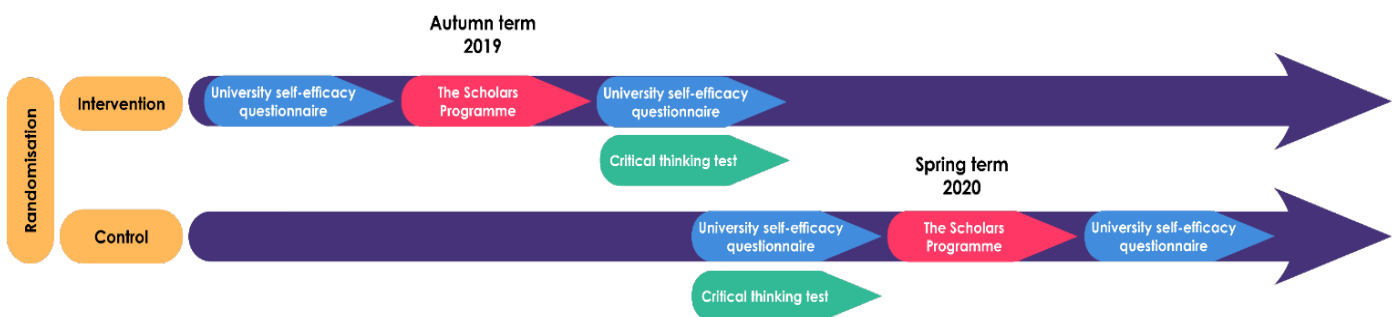 Autumn term
2019
Randomisation
Intervention
University self-efficacy
questionnaire
The Scholars
Programme
University self-efficacy
questionnaire
Critical thinking test
Spring term
2020
Control
University self-efficacy
questionnaire
The Scholars
Programme
University self-efficacy
questionnaire
Critical thinking test